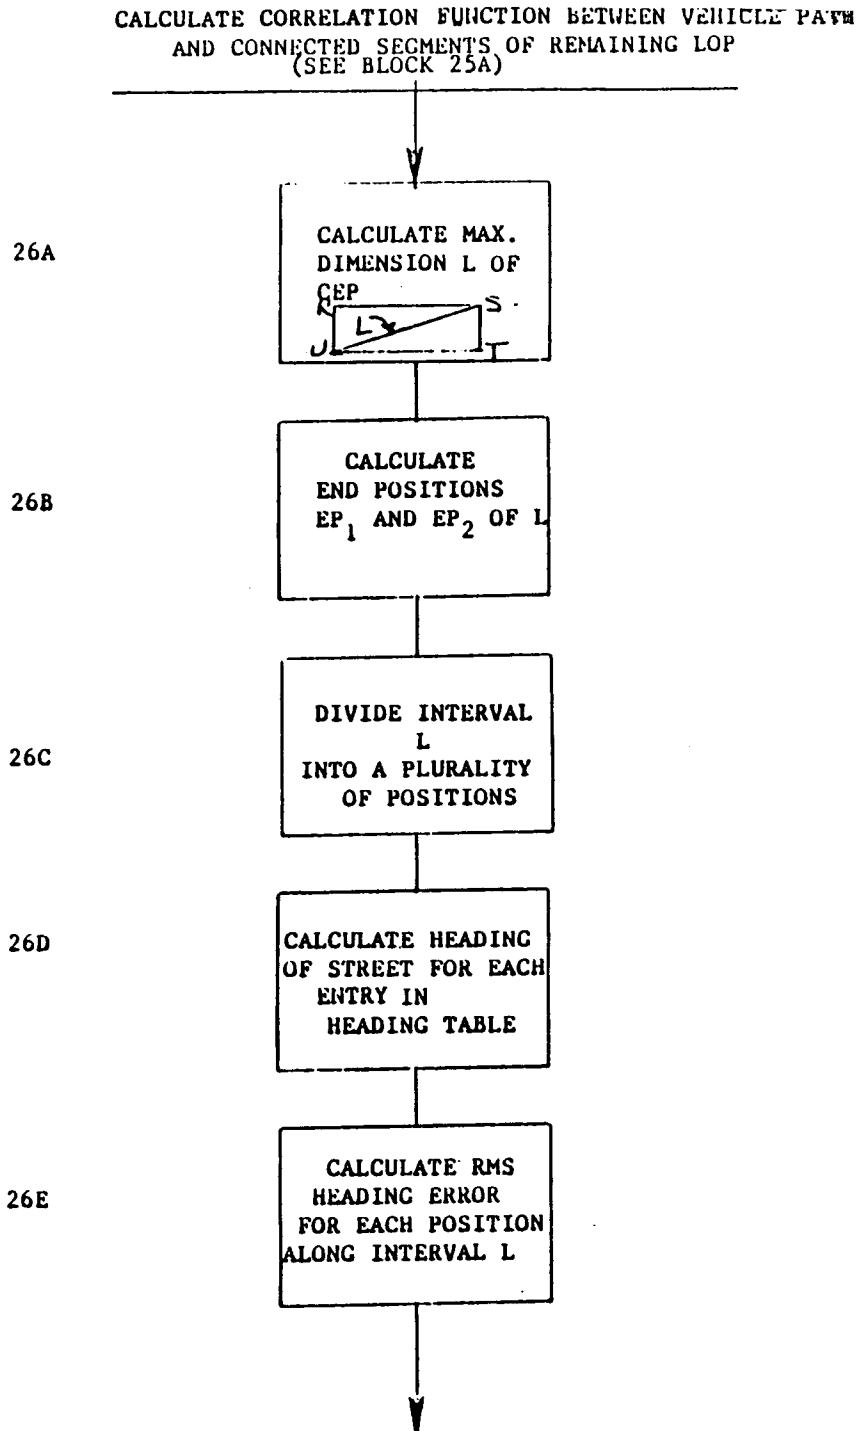 CALCULATE CORRELATION FUNCTION BETWEEN VEHICLE PATH
AND CONNECTED SEGMENTS OF REMAINING LOP
(SEE BLOCK 25A)
26A
CALCULATE MAX.
DIMENSION L OF
CEP
R S
L
U T
26B
CALCULATE
END POSITIONS
EP1 AND EP2 OF L
26C
DIVIDE INTERVAL
L
INTO A PLURALITY
OF POSITIONS
26D
CALCULATE HEADING
OF STREET FOR EACH
ENTRY IN
HEADING TABLE
26E
CALCULATE RMS
HEADING ERROR
FOR EACH POSITION
ALONG INTERVAL L